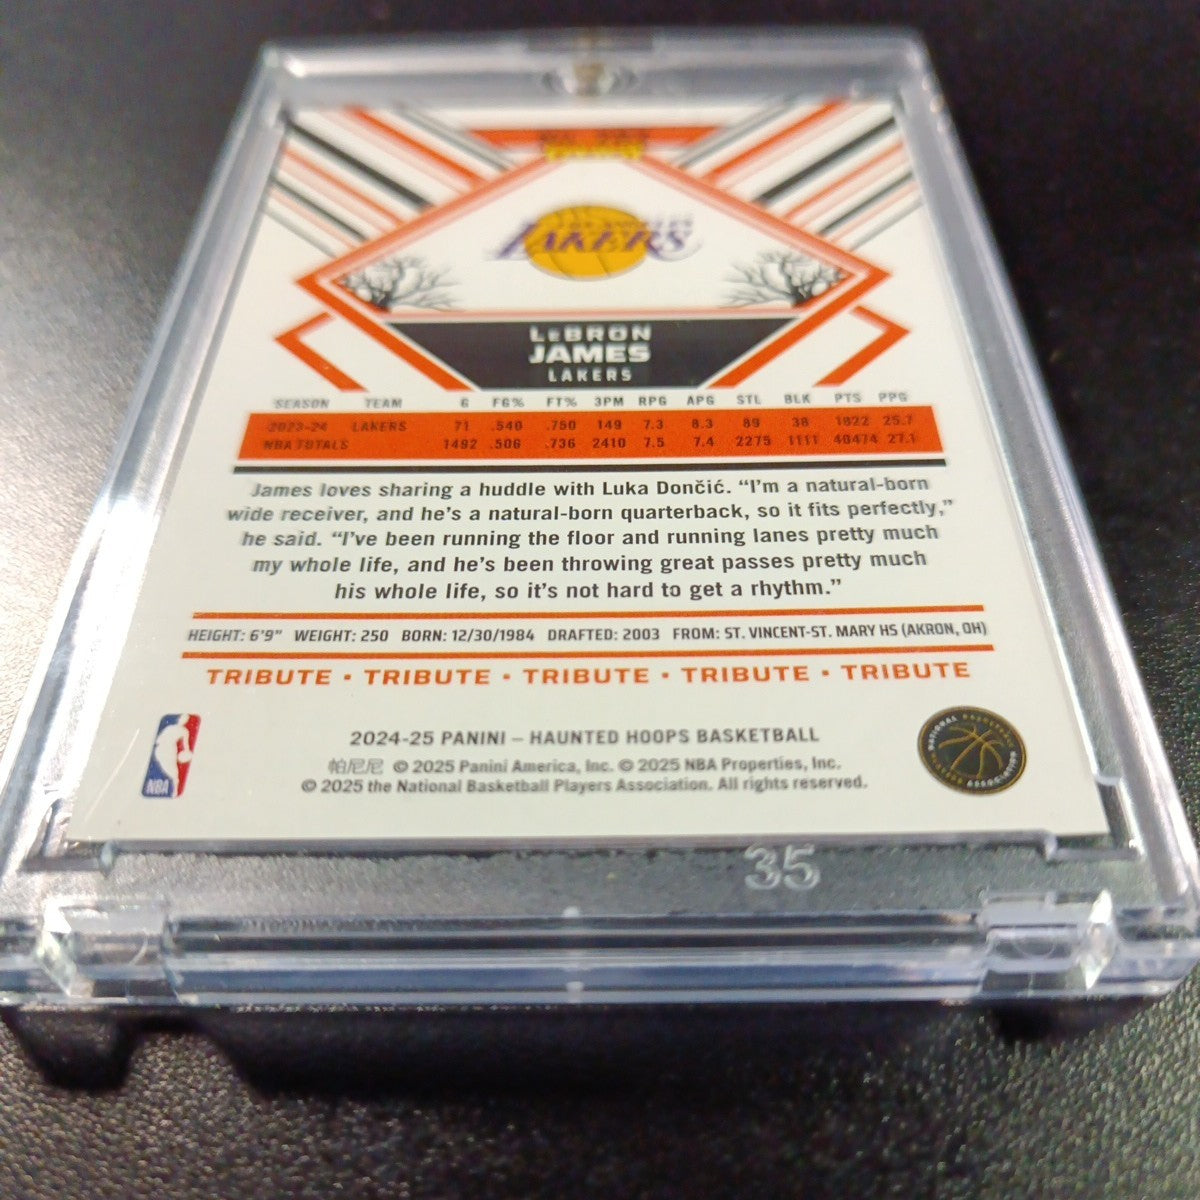 LAKERS
LeBRON
JAMES
LAKERS
SEASON TEAM G FG% FT% 3PM RPG APG STL BLK PTS PPG
2023-24 LAKERS 71 .540 .750 149 7.3 8.3 89 38 1822 25.7
NBA TOTALS 1492 .506 .736 2410 7.5 7.4 2275 1111 40474 27.1
James loves sharing a huddle with Luka Dončić. “I’m a natural-born
wide receiver, and he’s a natural-born quarterback, so it fits perfectly,”
he said. “I’ve been running the floor and running lanes pretty much
my whole life, and he’s been throwing great passes pretty much
his whole life, so it’s not hard to get a rhythm.”
HEIGHT: 6'9" WEIGHT: 250 BORN: 12/30/1984 DRAFTED: 2003 FROM: ST. VINCENT-ST. MARY HS (AKRON, OH)
TRIBUTE • TRIBUTE • TRIBUTE • TRIBUTE • TRIBUTE
NBA
2024-25 PANINI – HAUNTED HOOPS BASKETBALL
帕尼尼 © 2025 Panini America, Inc. © 2025 NBA Properties, Inc.
© 2025 the National Basketball Players Association. All rights reserved.
NATIONAL BASKETBALL PLAYERS ASSOCIATION
35